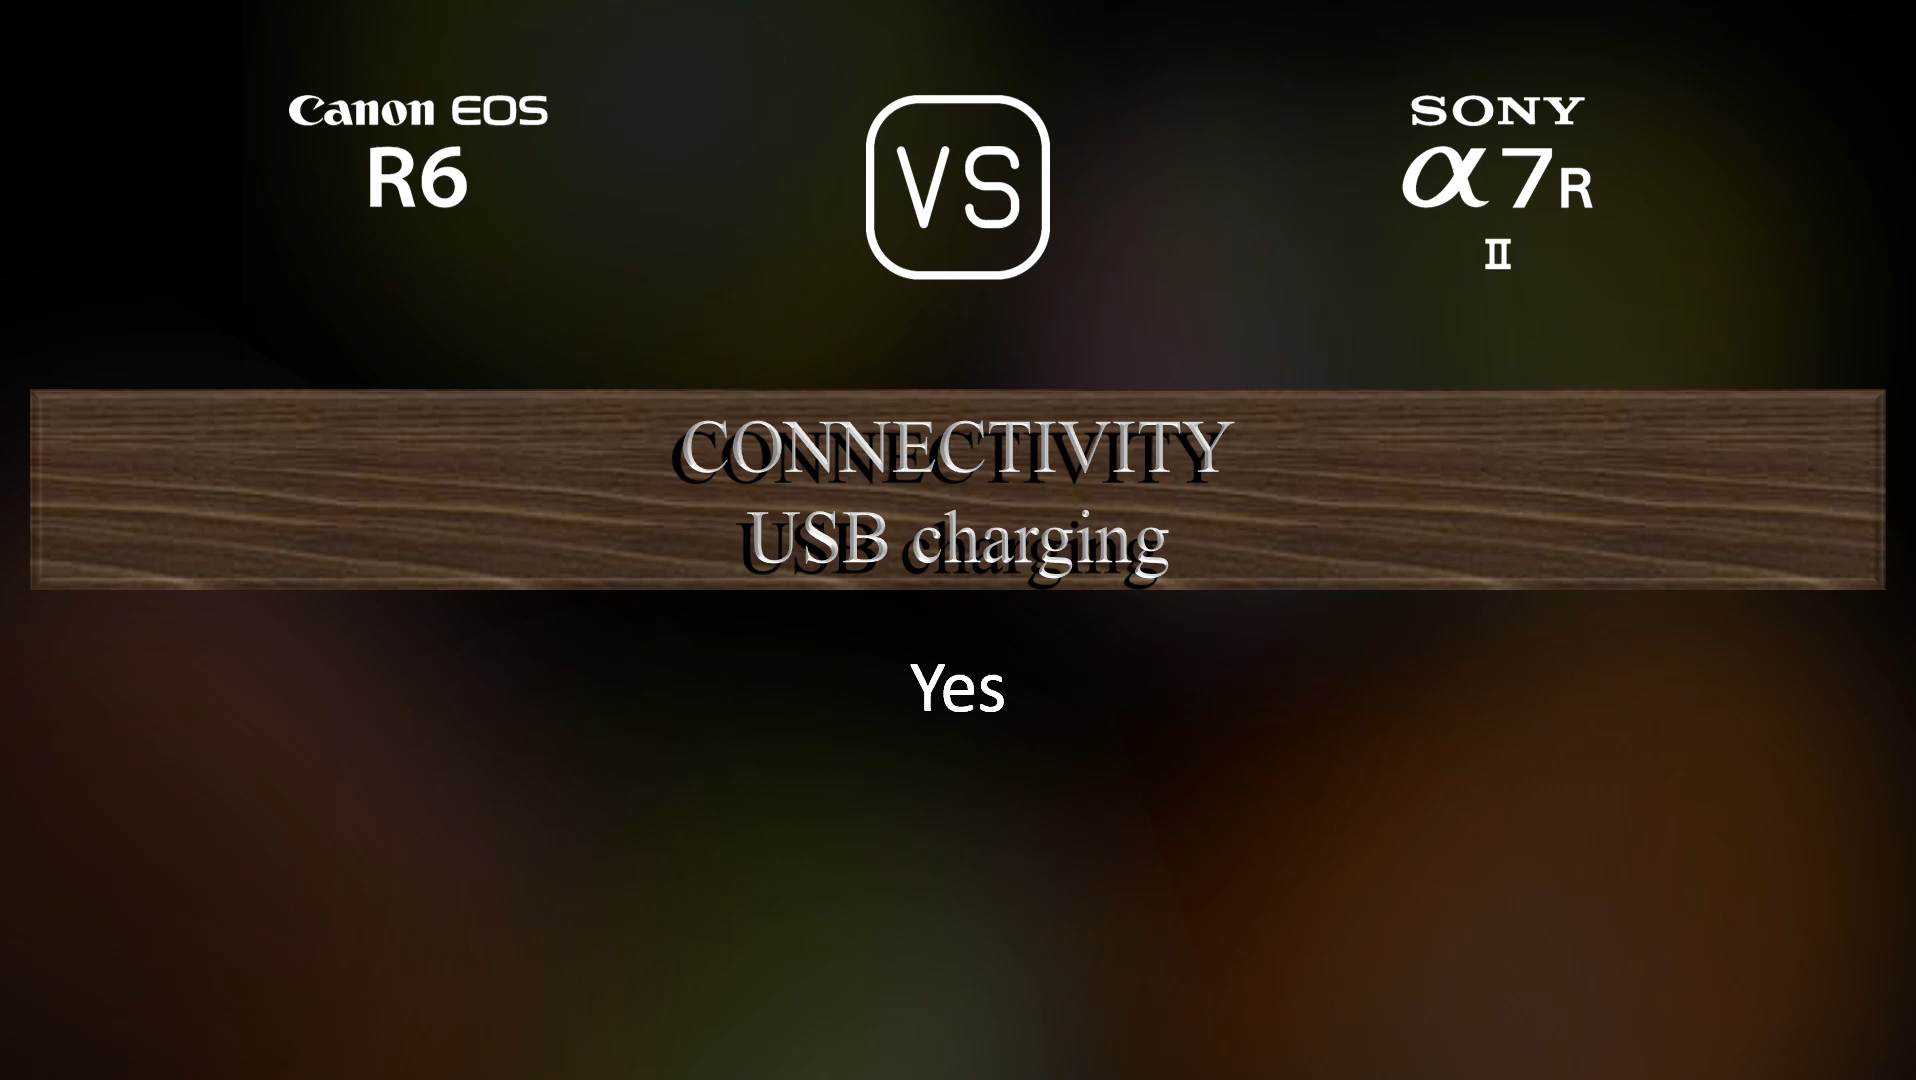 Canon EOS
R6
VS
SONY
α7R
II
CONNECTIVITY
USB charging
Yes